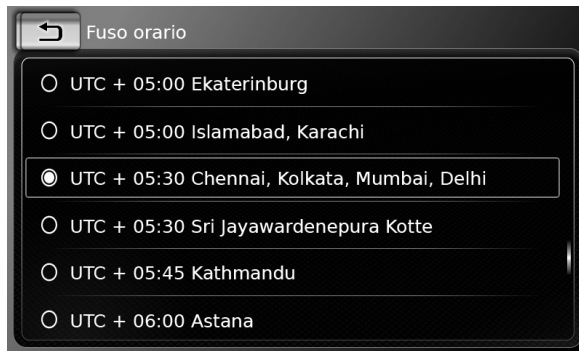 Fuso orario
UTC + 05:00 Ekaterinburg
UTC + 05:00 Islamabad, Karachi
UTC + 05:30 Chennai, Kolkata, Mumbai, Delhi
UTC + 05:30 Sri Jayawardenepura Kotte
UTC + 05:45 Kathmandu
UTC + 06:00 Astana